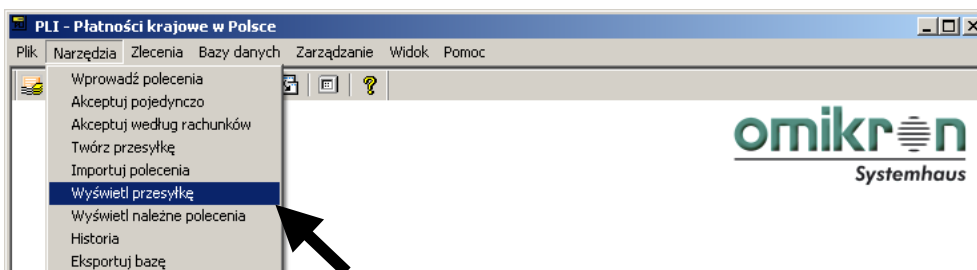 PLI - Płatności krajowe w Polsce
Plik Narzędzia Zlecenia Bazy danych Zarządzanie Widok Pomoc
Wprowadź polecenia
Akceptuj pojedynczo
Akceptuj według rachunków
Twórz przesyłkę
Importuj polecenia
Wyświetl przesyłkę
Wyświetl należne polecenia
Historia
Eksportuj bazę
omikron
Systemhaus